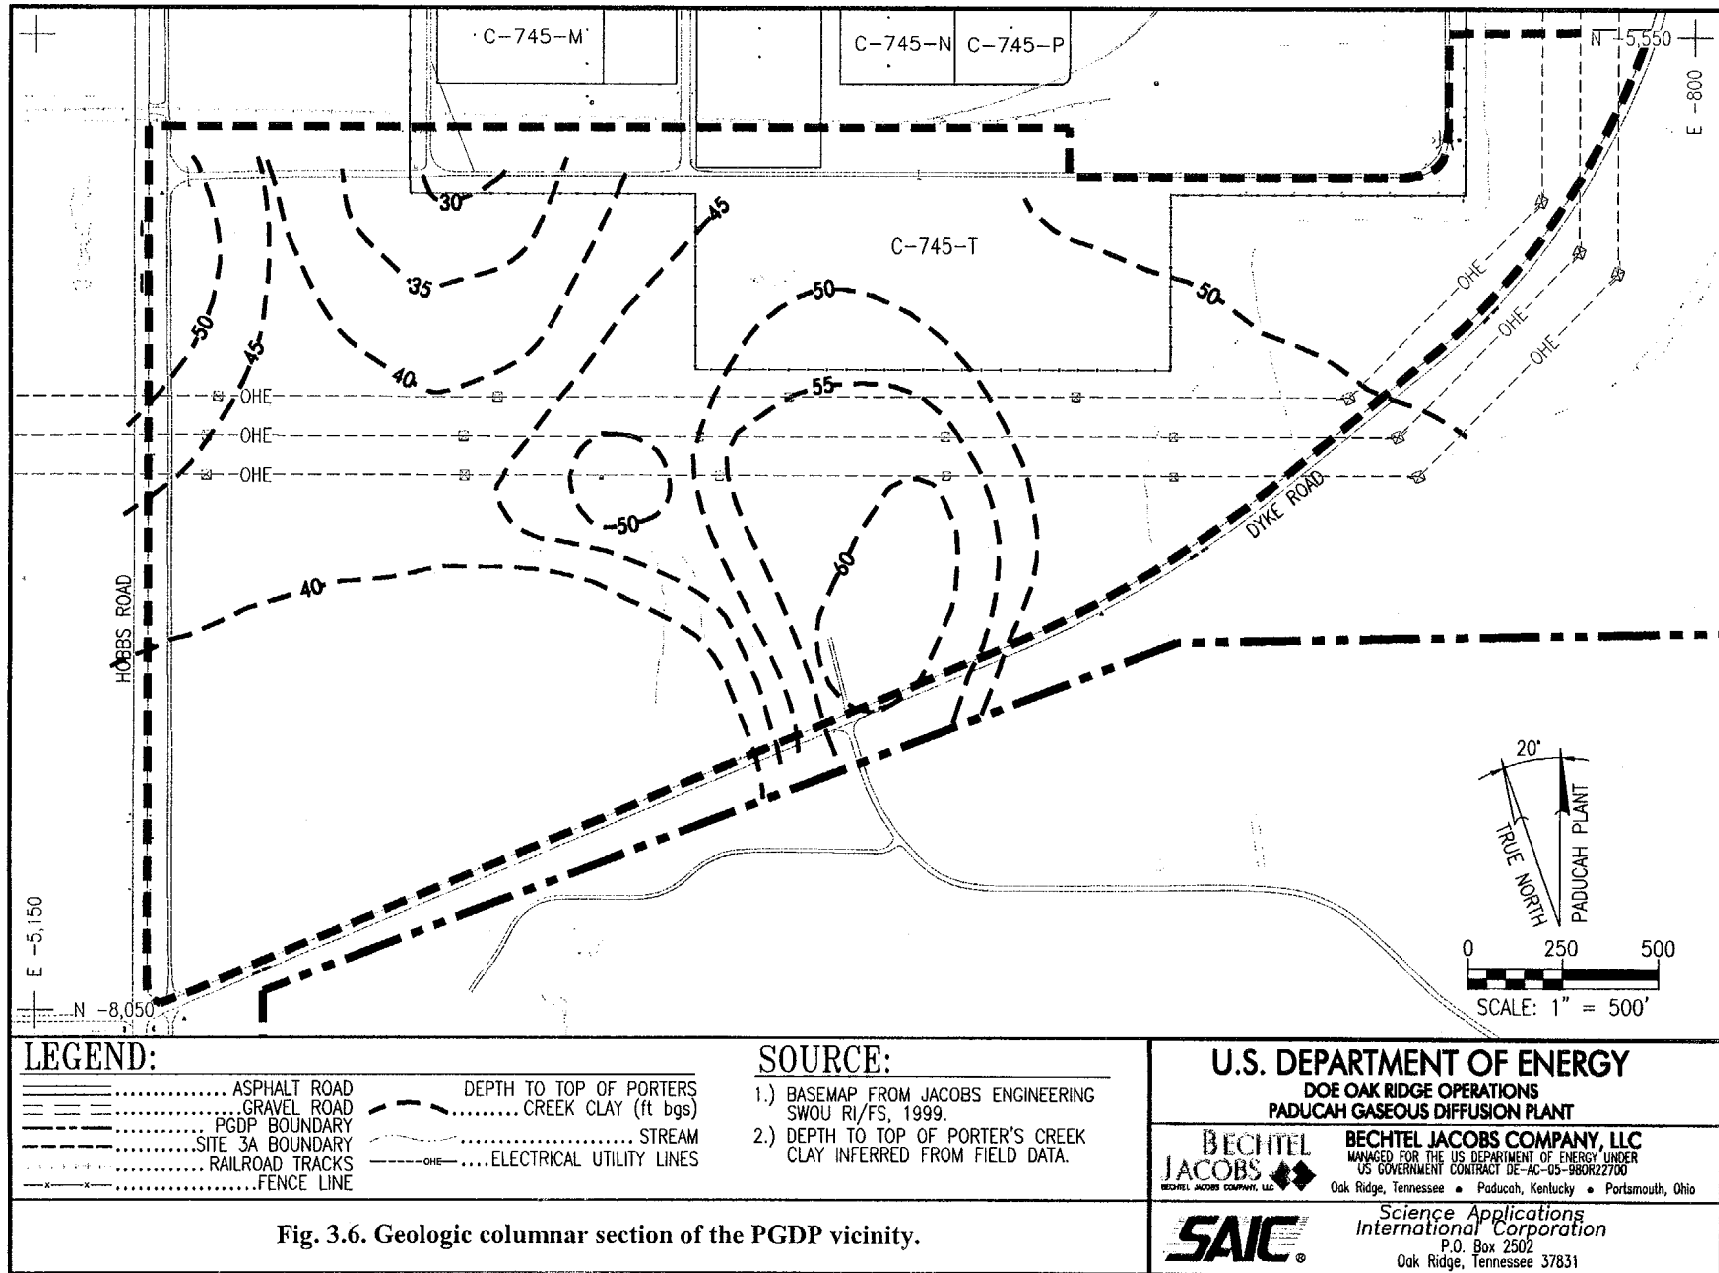 C-745-M
C-745-N
C-745-P
N -5,550
E -800
30
45
C-745-T
35
50
50
OHE
50
45
OHE
40
55
OHE
OHE
OHE
OHE
50
60
DYKE ROAD
40
HOBBS ROAD
20°
TRUE NORTH
PADUCAH PLANT
E -5,150
N -8,050
0 250 500
SCALE: 1" = 500'
LEGEND:
ASPHALT ROAD
GRAVEL ROAD
PGDP BOUNDARY
SITE 3A BOUNDARY
RAILROAD TRACKS
FENCE LINE
DEPTH TO TOP OF PORTERS
CREEK CLAY (ft bgs)
STREAM
OHE ELECTRICAL UTILITY LINES
SOURCE:
1.) BASEMAP FROM JACOBS ENGINEERING
SWOU RI/FS, 1999.
2.) DEPTH TO TOP OF PORTER'S CREEK
CLAY INFERRED FROM FIELD DATA.
U.S. DEPARTMENT OF ENERGY
DOE OAK RIDGE OPERATIONS
PADUCAH GASEOUS DIFFUSION PLANT
BECHTEL
JACOBS
BECHTEL JACOBS COMPANY, LLC
BECHTEL JACOBS COMPANY, LLC
MANAGED FOR THE US DEPARTMENT OF ENERGY UNDER
US GOVERNMENT CONTRACT DE-AC-05-98OR22700
Oak Ridge, Tennessee • Paducah, Kentucky • Portsmouth, Ohio
SAIC®
Science Applications
International Corporation
P.O. Box 2502
Oak Ridge, Tennessee 37831
Fig. 3.6. Geologic columnar section of the PGDP vicinity.